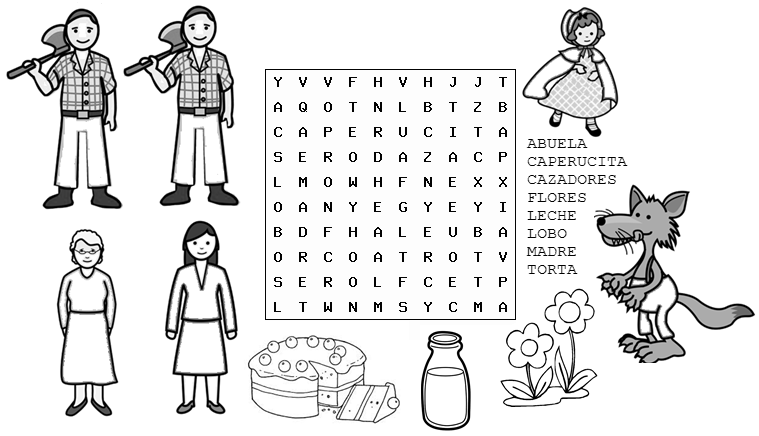 Y V V F H V H J J T
A Q O T N L B T Z B
C A P E R U C I T A
S E R O D A Z A C P
L M O W H F N E X X
O A N Y E G Y E Y I
B D F H A L E U B A
O R C O A T R O T V
S E R O L F C E T P
L T W N M S Y C M A
ABUELA
CAPERUCITA
CAZADORES
FLORES
LECHE
LOBO
MADRE
TORTA